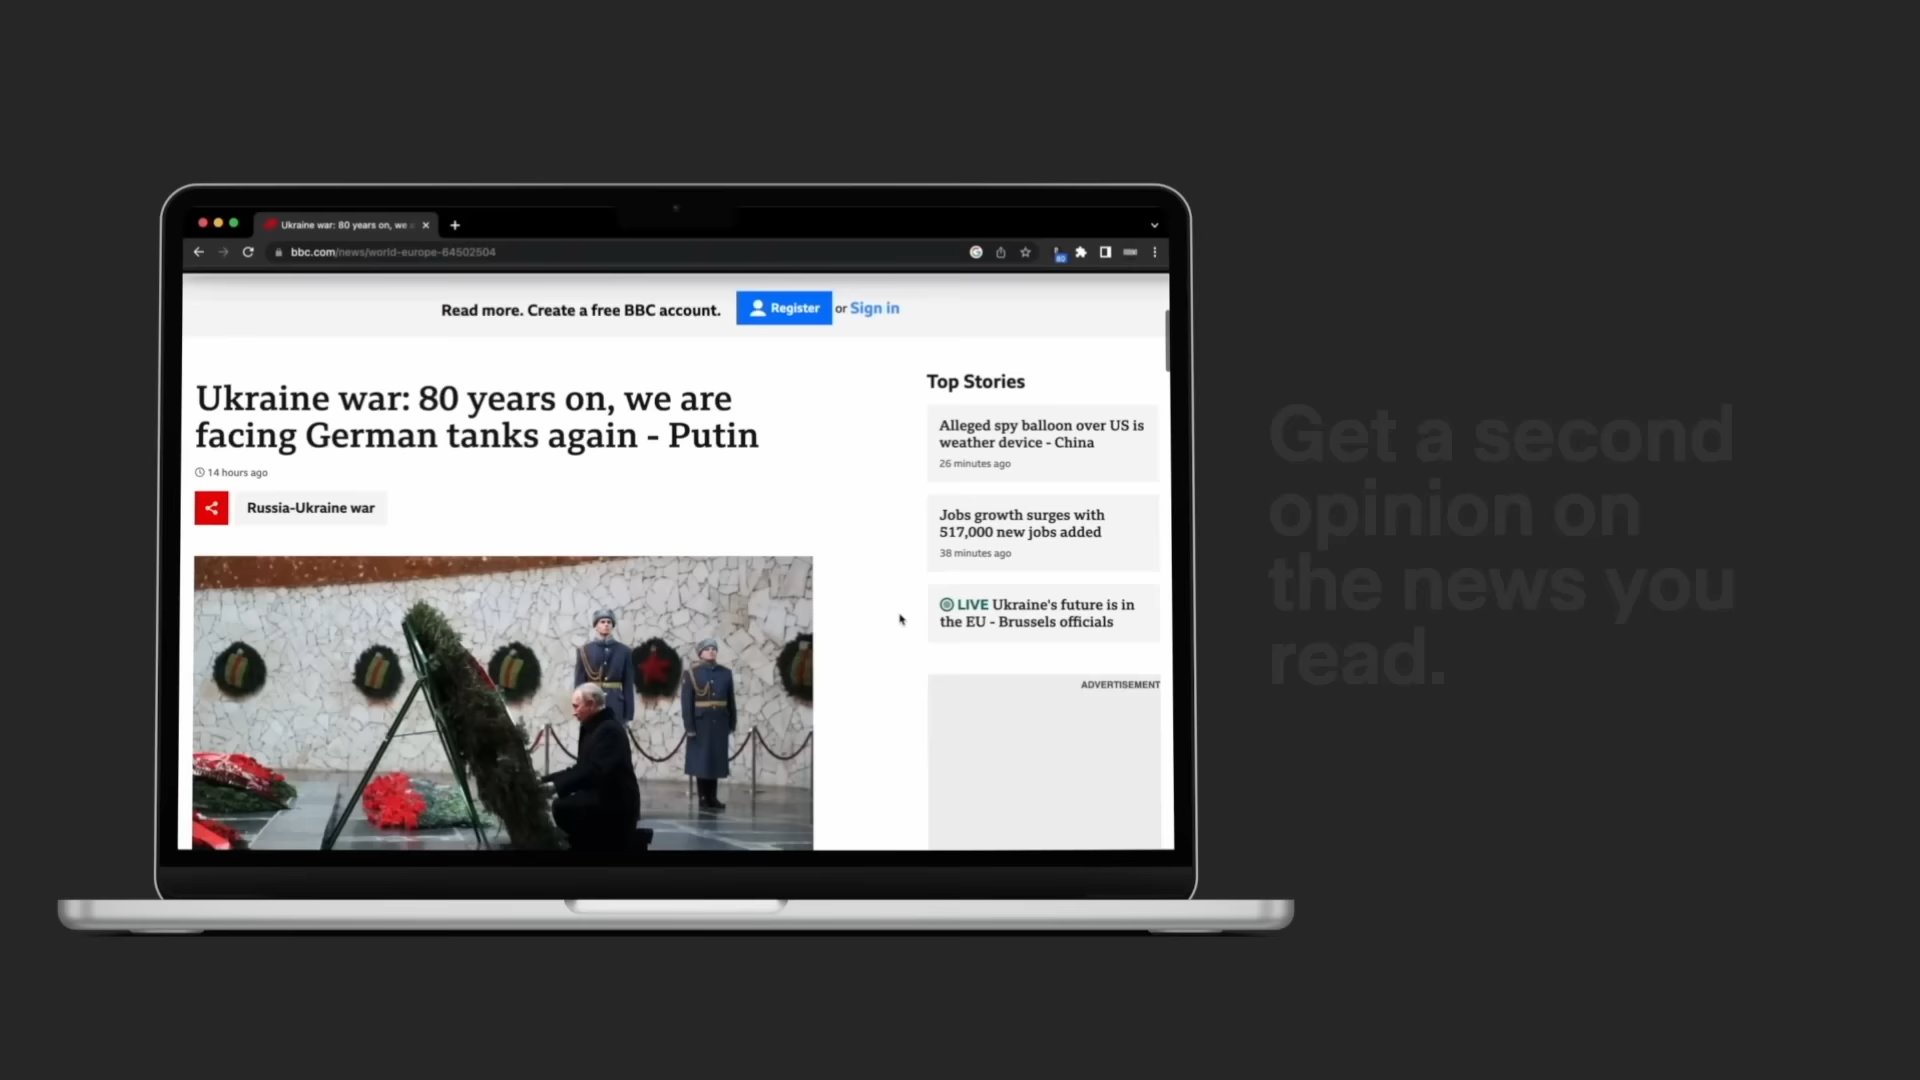 Ukraine war: 80 years on, we a
bbc.com/news/world-europe-64502504
80
Read more. Create a free BBC account.
Register or Sign in
Ukraine war: 80 years on, we are
facing German tanks again - Putin
14 hours ago
Russia-Ukraine war
Top Stories
Alleged spy balloon over US is
weather device - China
26 minutes ago
Jobs growth surges with
517,000 new jobs added
38 minutes ago
LIVE Ukraine's future is in
the EU - Brussels officials
ADVERTISEMENT
Get a second
opinion on
the news you
read.